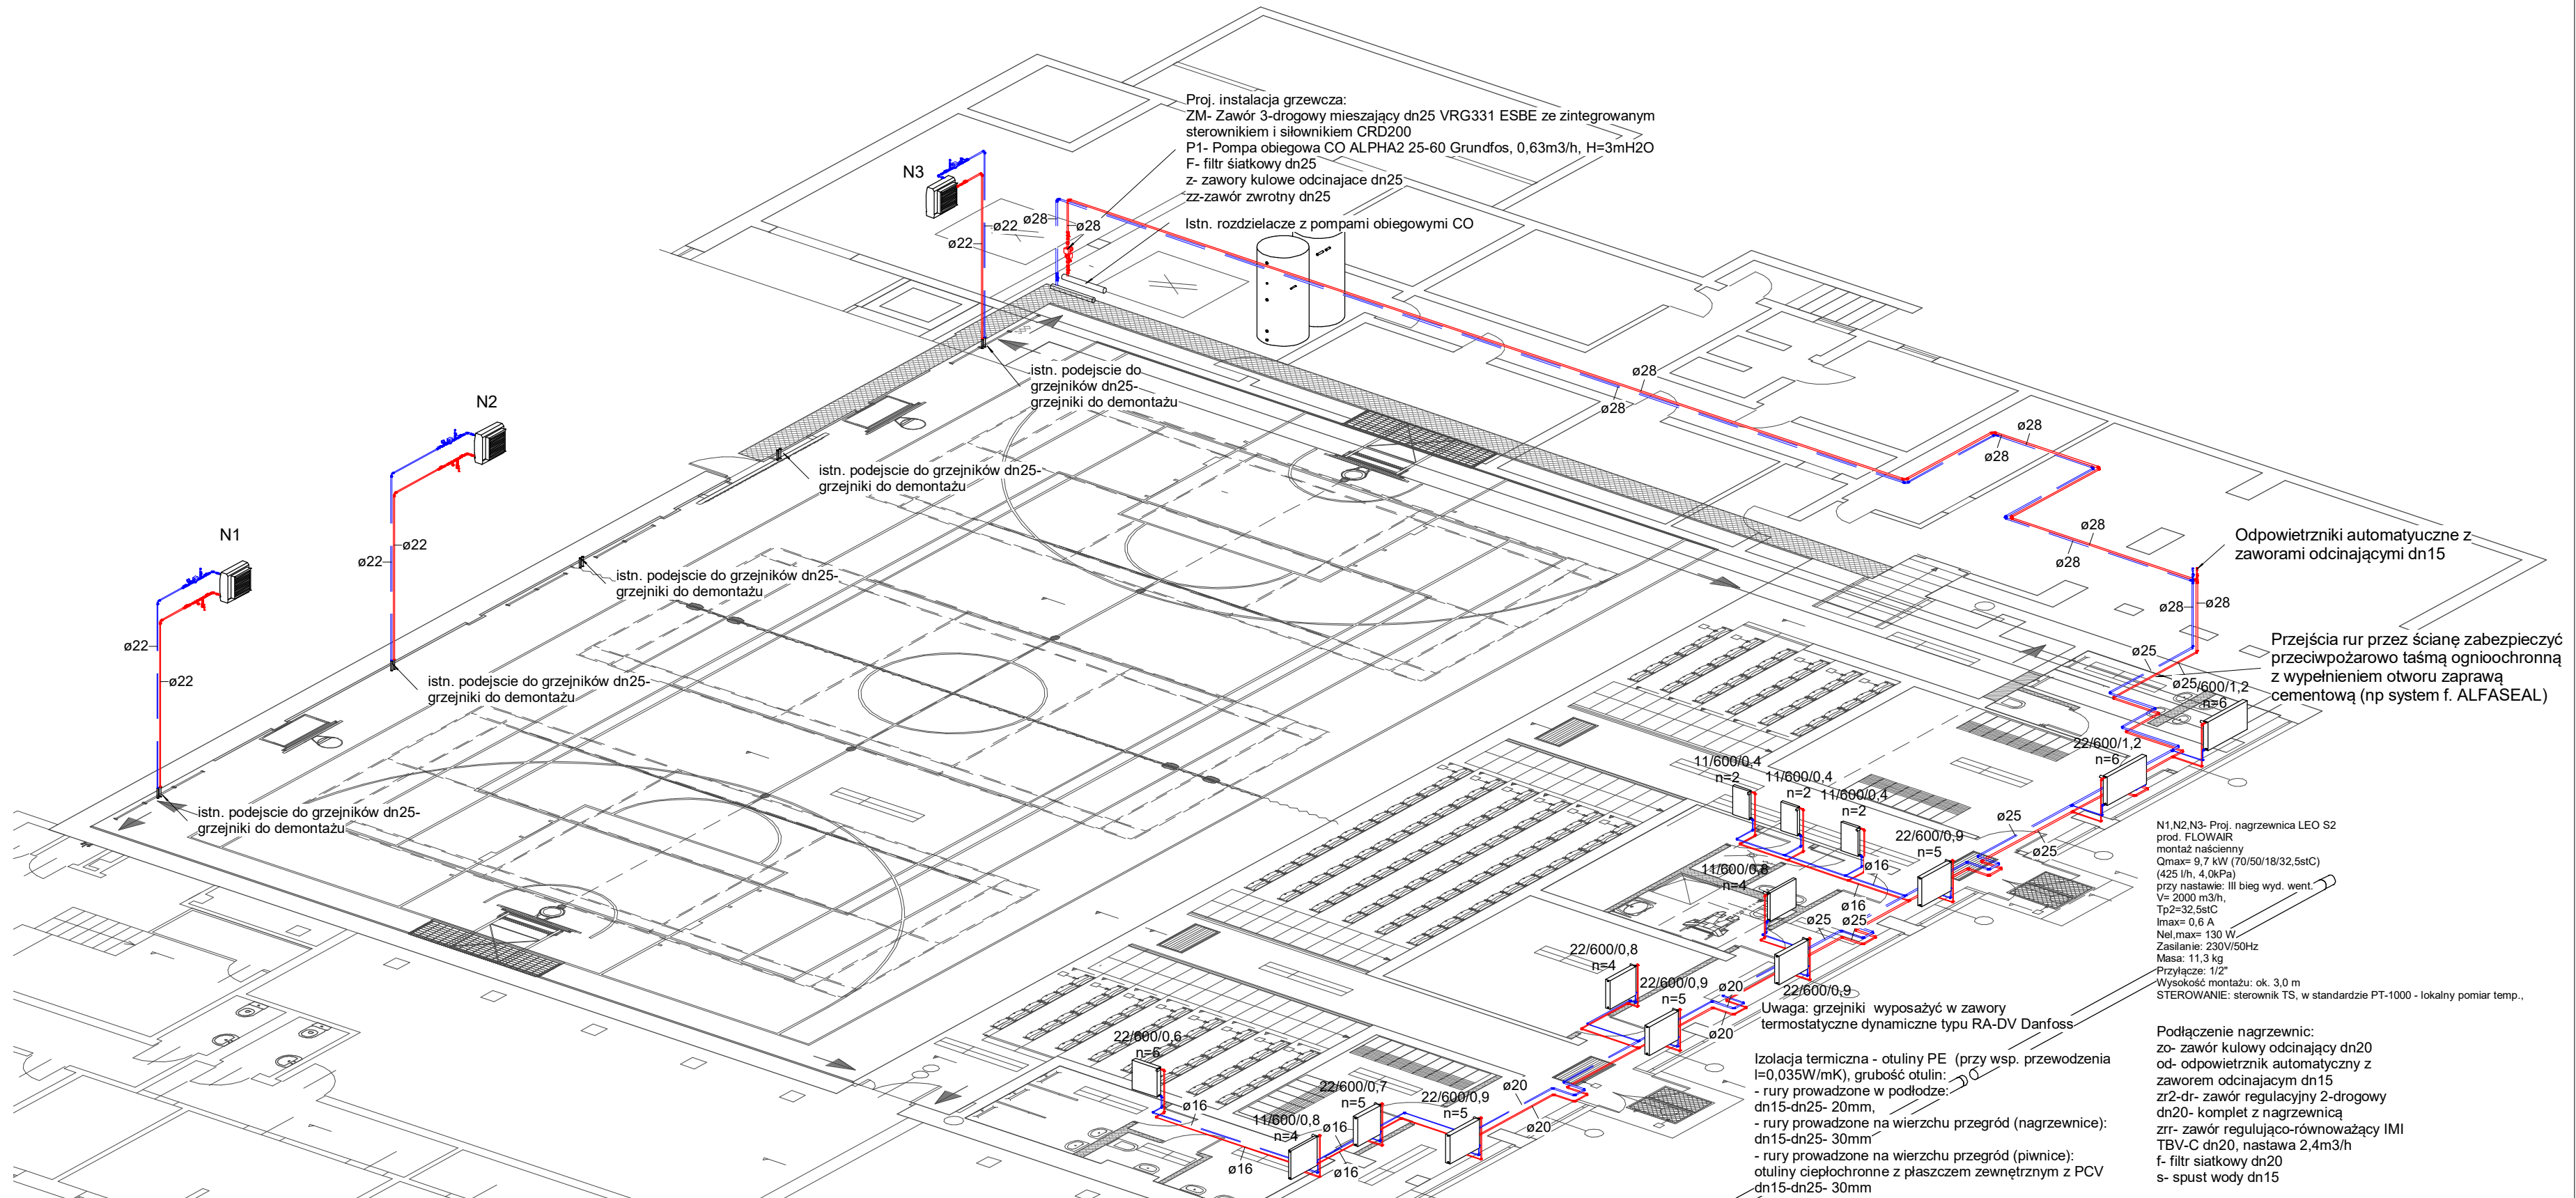 Proj. instalacja grzewcza:
ZM- Zawór 3-drogowy mieszający dn25 VRG331 ESBE ze zintegrowanym
sterownikiem i siłownikiem CRD200
P1- Pompa obiegowa CO ALPHA2 25-60 Grundfos, 0,63m3/h, H=3mH2O
F- filtr śiatkowy dn25
z- zawory kulowe odcinajace dn25
zz-zawór zwrotny dn25
Istn. rozdzielacze z pompami obiegowymi CO
N3
ø22
ø22
ø28
ø28
istn. podejscie do
grzejników dn25-
grzejniki do demontażu
ø28
ø28
N2
ø28
ø28
istn. podejscie do grzejników dn25-
grzejniki do demontażu
N1
ø22
ø22
ø28
ø28
Odpowietrzniki automatyuczne z
zaworami odcinającymi dn15
istn. podejscie do grzejników dn25-
grzejniki do demontażu
ø28
ø28
ø22
ø22
Przejścia rur przez ścianę zabezpieczyć
przeciwpożarowo taśmą ognioochronną
z wypełnieniem otworu zaprawą
cementową (np system f. ALFASEAL)
ø25
ø25
/600/1,2
n=6
istn. podejscie do grzejników dn25-
grzejniki do demontażu
22/600/1,2
n=6
11/600/0,4
n=2
11/600/0,4
n=2
11/600/0,4
n=2
istn. podejscie do grzejników dn25-
grzejniki do demontażu
ø25
ø25
22/600/0,9
n=5
ø16
ø16
11/600/0,8
n=4
ø25
ø25
N1,N2,N3- Proj. nagrzewnica LEO S2
prod. FLOWAIR
montaż naścienny
Qmax= 9,7 kW (70/50/18/32,5stC)
(425 l/h, 4,0kPa)
przy nastawie: III bieg wyd. went.
V= 2000 m3/h,
Tp2=32,5stC
Imax= 0,6 A
Nel,max= 130 W
Zasilanie: 230V/50Hz
Masa: 11,3 kg
Przyłącze: 1/2"
Wysokość montażu: ok. 3,0 m
STEROWANIE: sterownik TS, w standardzie PT-1000 - lokalny pomiar temp.,
22/600/0,8
n=4
22/600/0,9
n=5
ø20
ø20
22/600/0,9
Uwaga: grzejniki wyposażyć w zawory
termostatyczne dynamiczne typu RA-DV Danfoss
Izolacja termiczna - otuliny PE (przy wsp. przewodzenia
l=0,035W/mK), grubość otulin:
- rury prowadzone w podłodze:
dn15-dn25- 20mm,
- rury prowadzone na wierzchu przegród (nagrzewnice):
dn15-dn25- 30mm
- rury prowadzone na wierzchu przegród (piwnice):
otuliny ciepłochronne z płaszczem zewnętrznym z PCV
dn15-dn25- 30mm
Podłączenie nagrzewnic:
zo- zawór kulowy odcinający dn20
od- odpowietrznik automatyczny z
zaworem odcinajacym dn15
zr2-dr- zawór regulacyjny 2-drogowy
dn20- komplet z nagrzewnicą
zrr- zawór regulująco-równoważący IMI
TBV-C dn20, nastawa 2,4m3/h
f- filtr siatkowy dn20
s- spust wody dn15
22/600/0,6
n=6
ø16
ø16
11/600/0,8
n=4
22/600/0,7
n=5
ø16
ø16
22/600/0,9
n=5
ø20
ø20